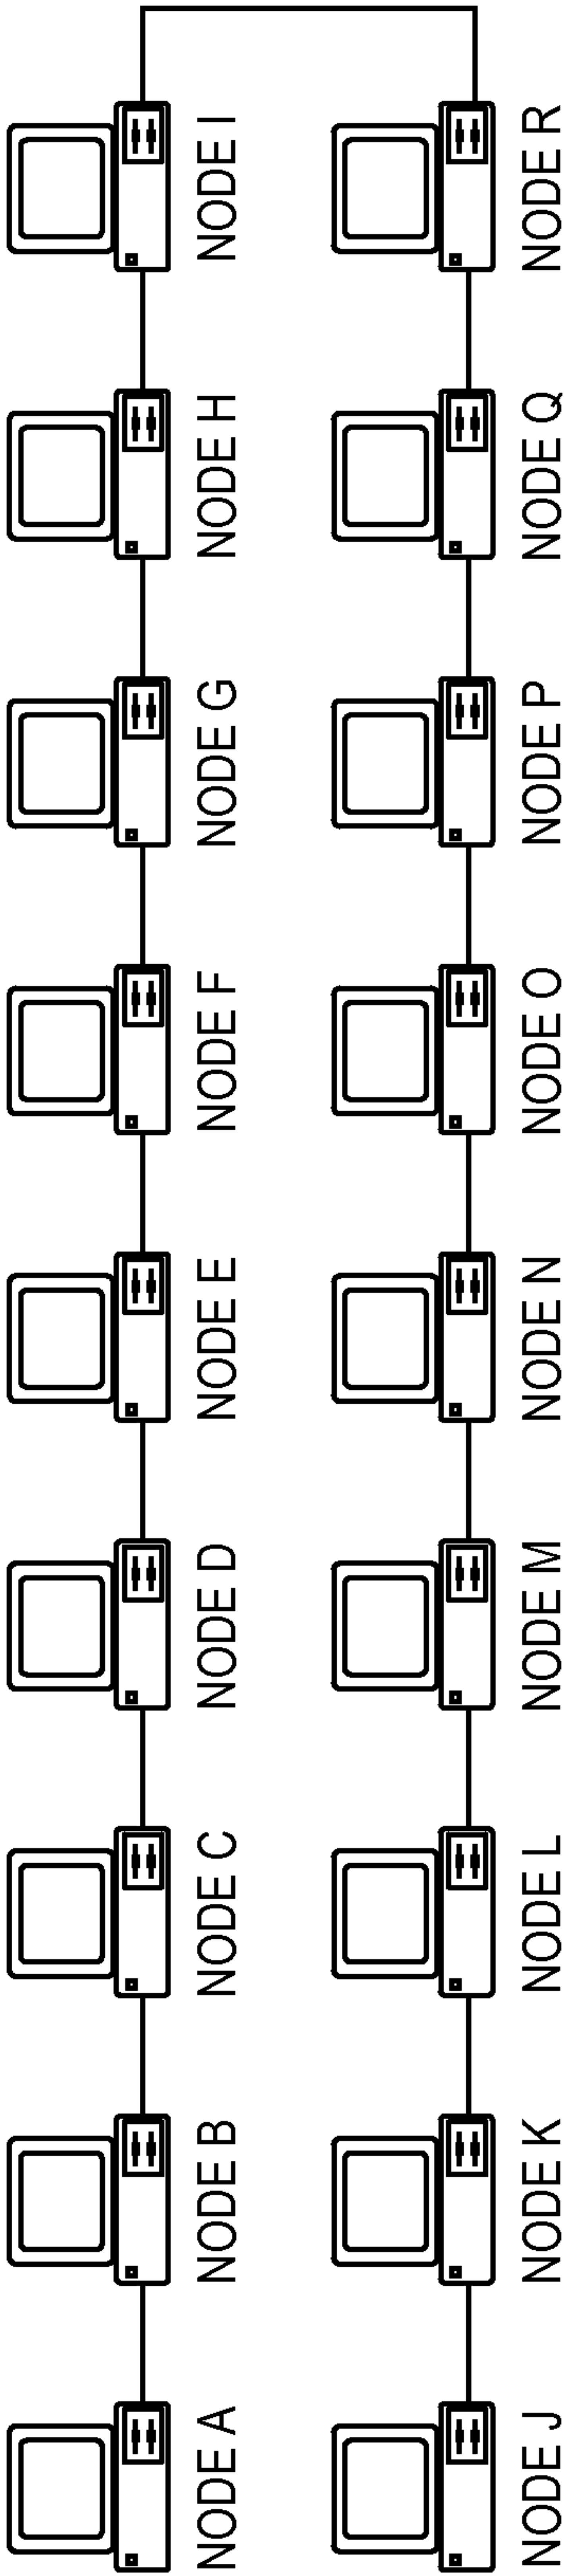 NODE A
NODE B
NODE C
NODE D
NODE E
NODE F
NODE G
NODE H
NODE I
NODE J
NODE K
NODE L
NODE M
NODE N
NODE O
NODE P
NODE Q
NODE R